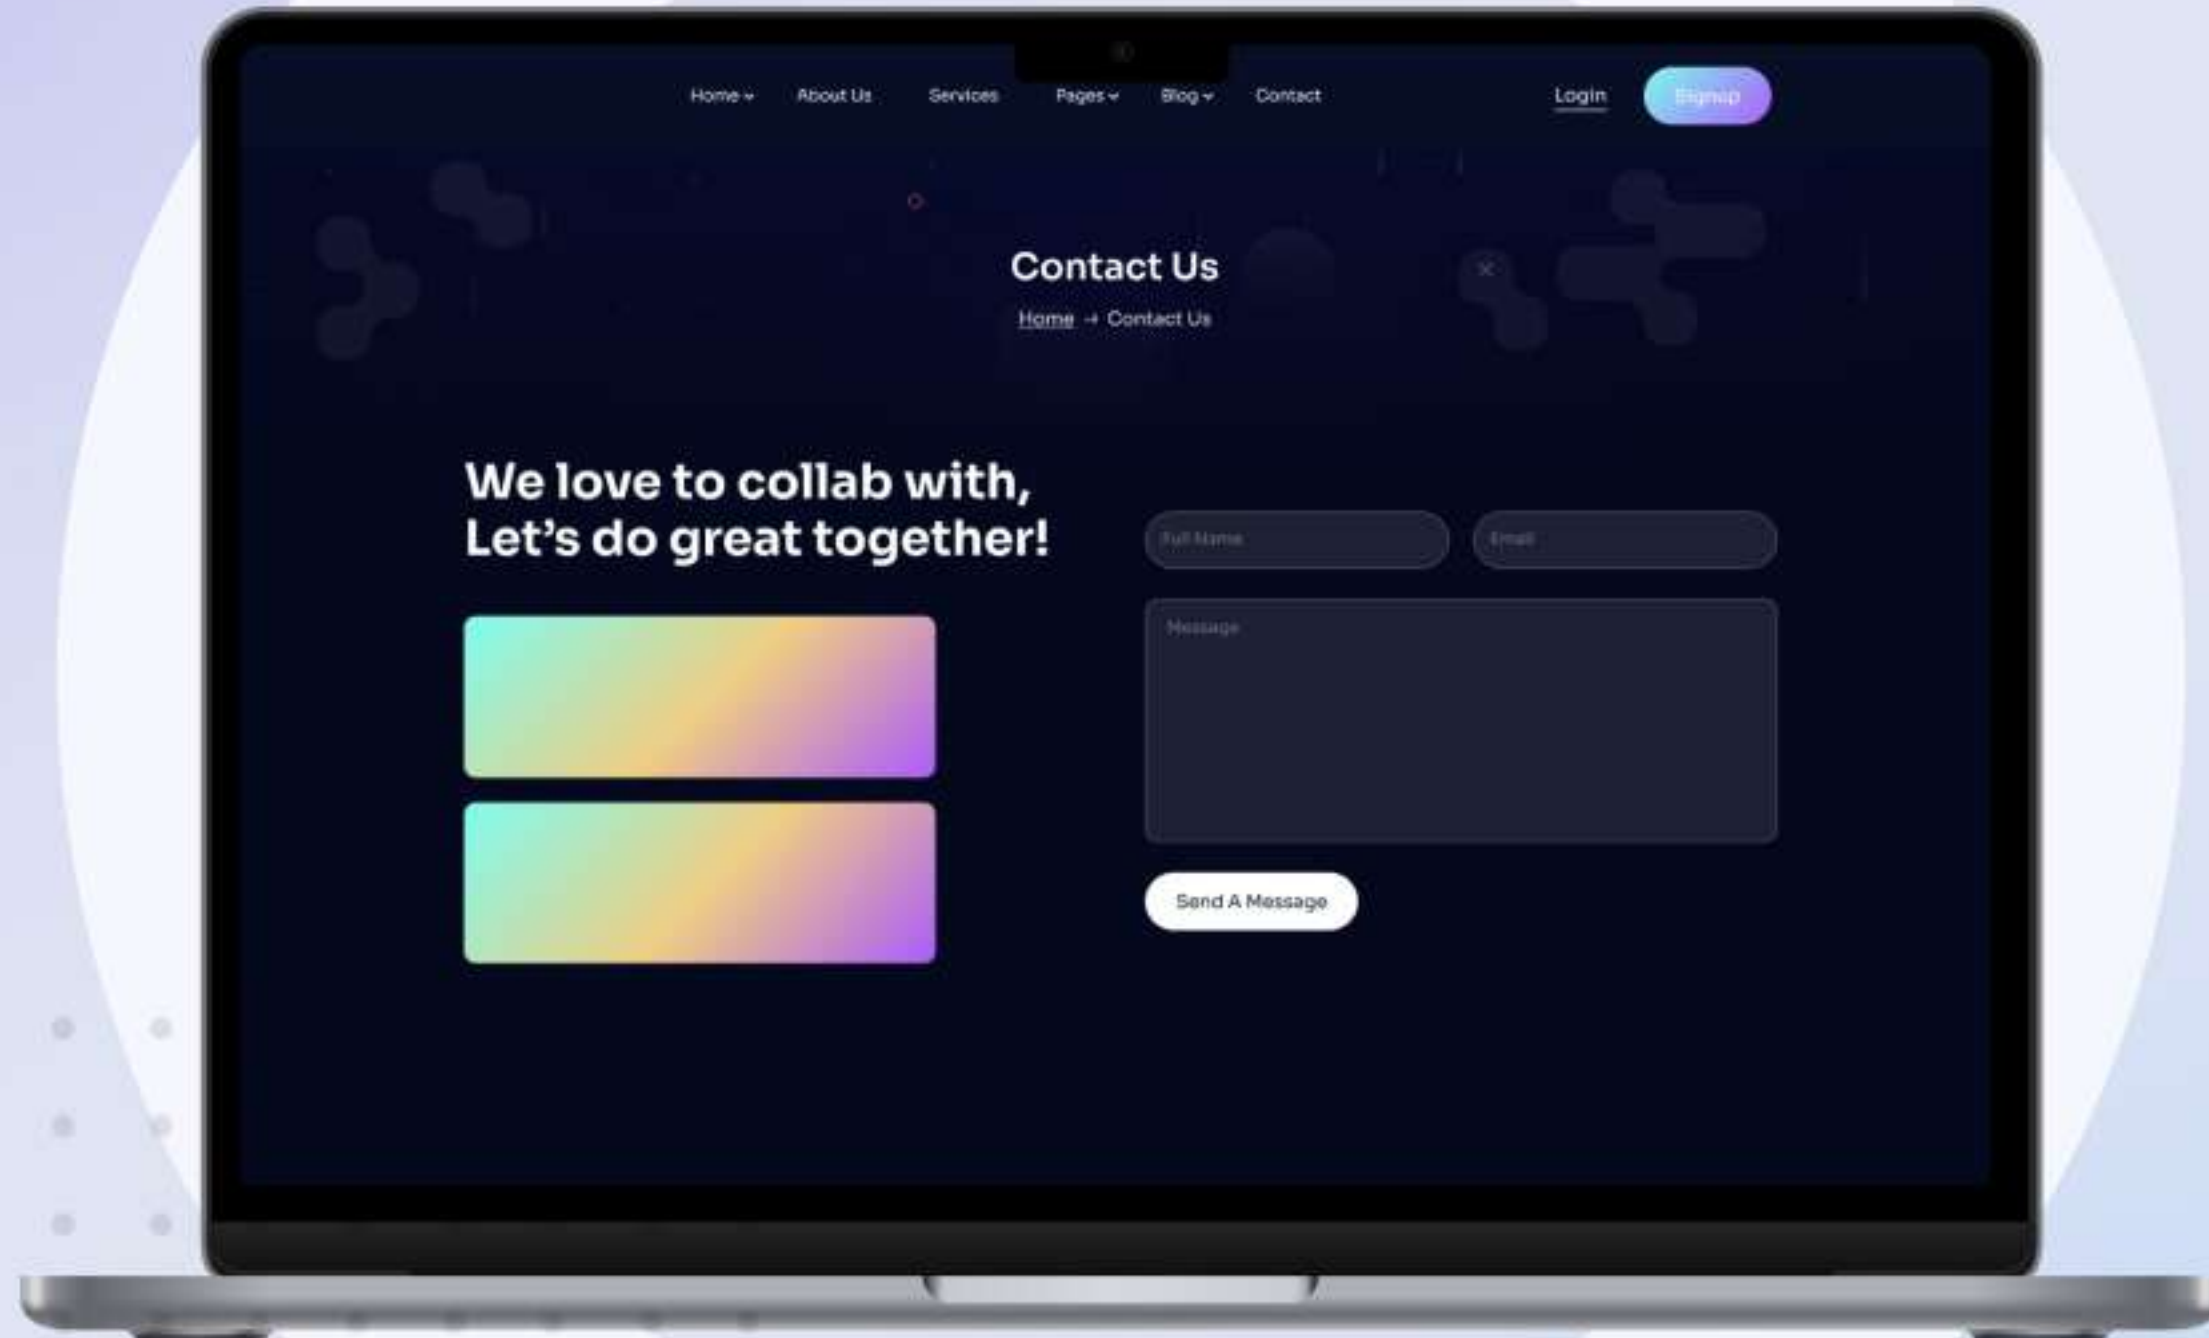 Home About Us Services Pages Blog Contact Login Signup
Contact Us
Home → Contact Us
We love to collab with,
Let’s do great together!
Full Name Email
Message
Send A Message